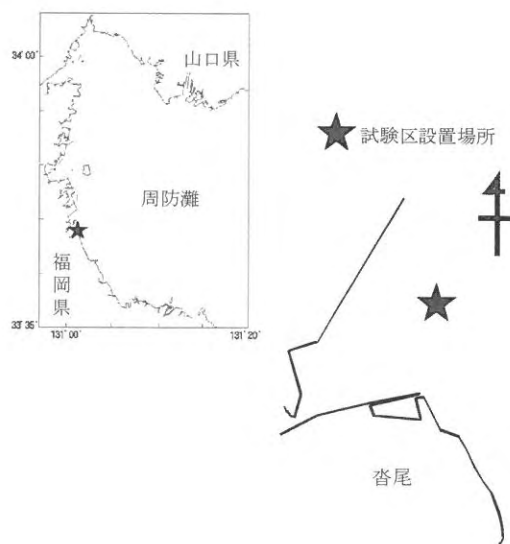 34°00′
山口県
周防灘
福岡県
33°35′
131°00′
131°20′
試験区設置場所
沓尾